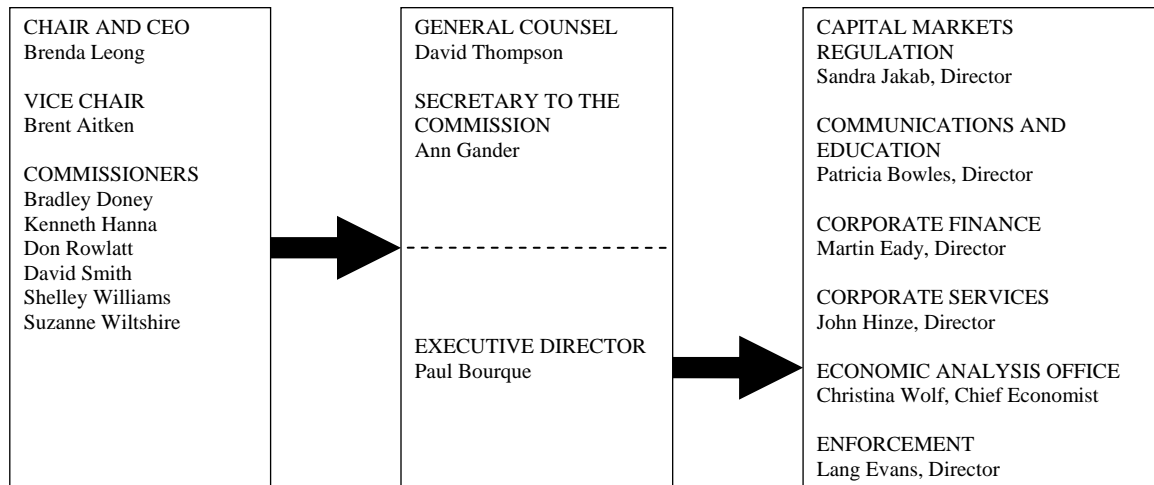 CHAIR AND CEO
Brenda Leong
VICE CHAIR
Brent Aitken
COMMISSIONERS
Bradley Doney
Kenneth Hanna
Don Rowlatt
David Smith
Shelley Williams
Suzanne Wiltshire
GENERAL COUNSEL
David Thompson
SECRETARY TO THE
COMMISSION
Ann Gander
EXECUTIVE DIRECTOR
Paul Bourque
CAPITAL MARKETS
REGULATION
Sandra Jakab, Director
COMMUNICATIONS AND
EDUCATION
Patricia Bowles, Director
CORPORATE FINANCE
Martin Eady, Director
CORPORATE SERVICES
John Hinze, Director
ECONOMIC ANALYSIS OFFICE
Christina Wolf, Chief Economist
ENFORCEMENT
Lang Evans, Director